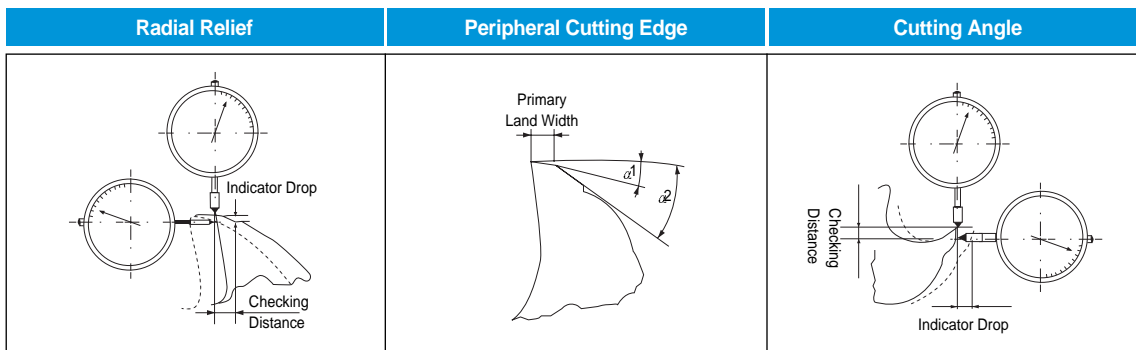 Radial Relief
Peripheral Cutting Edge
Cutting Angle
Indicator Drop
Checking
Distance
Primary
Land Width
α1
α2
Checking
Distance
Indicator Drop